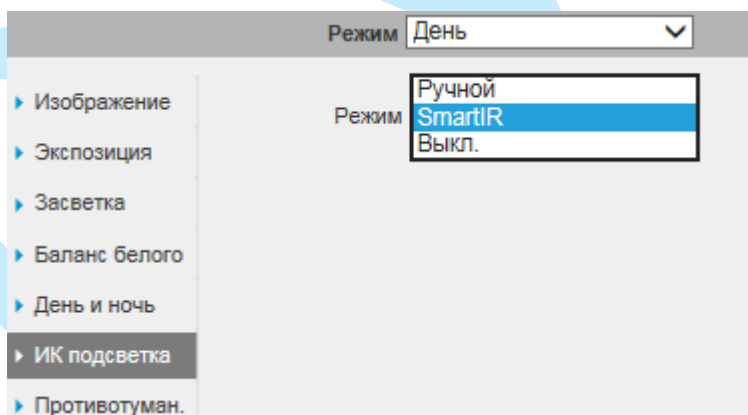 Режим День
Изображение
Экспозиция
Засветка
Баланс белого
День и ночь
ИК подсветка
Противотуман.
Режим
Ручной
SmartIR
Выкл.